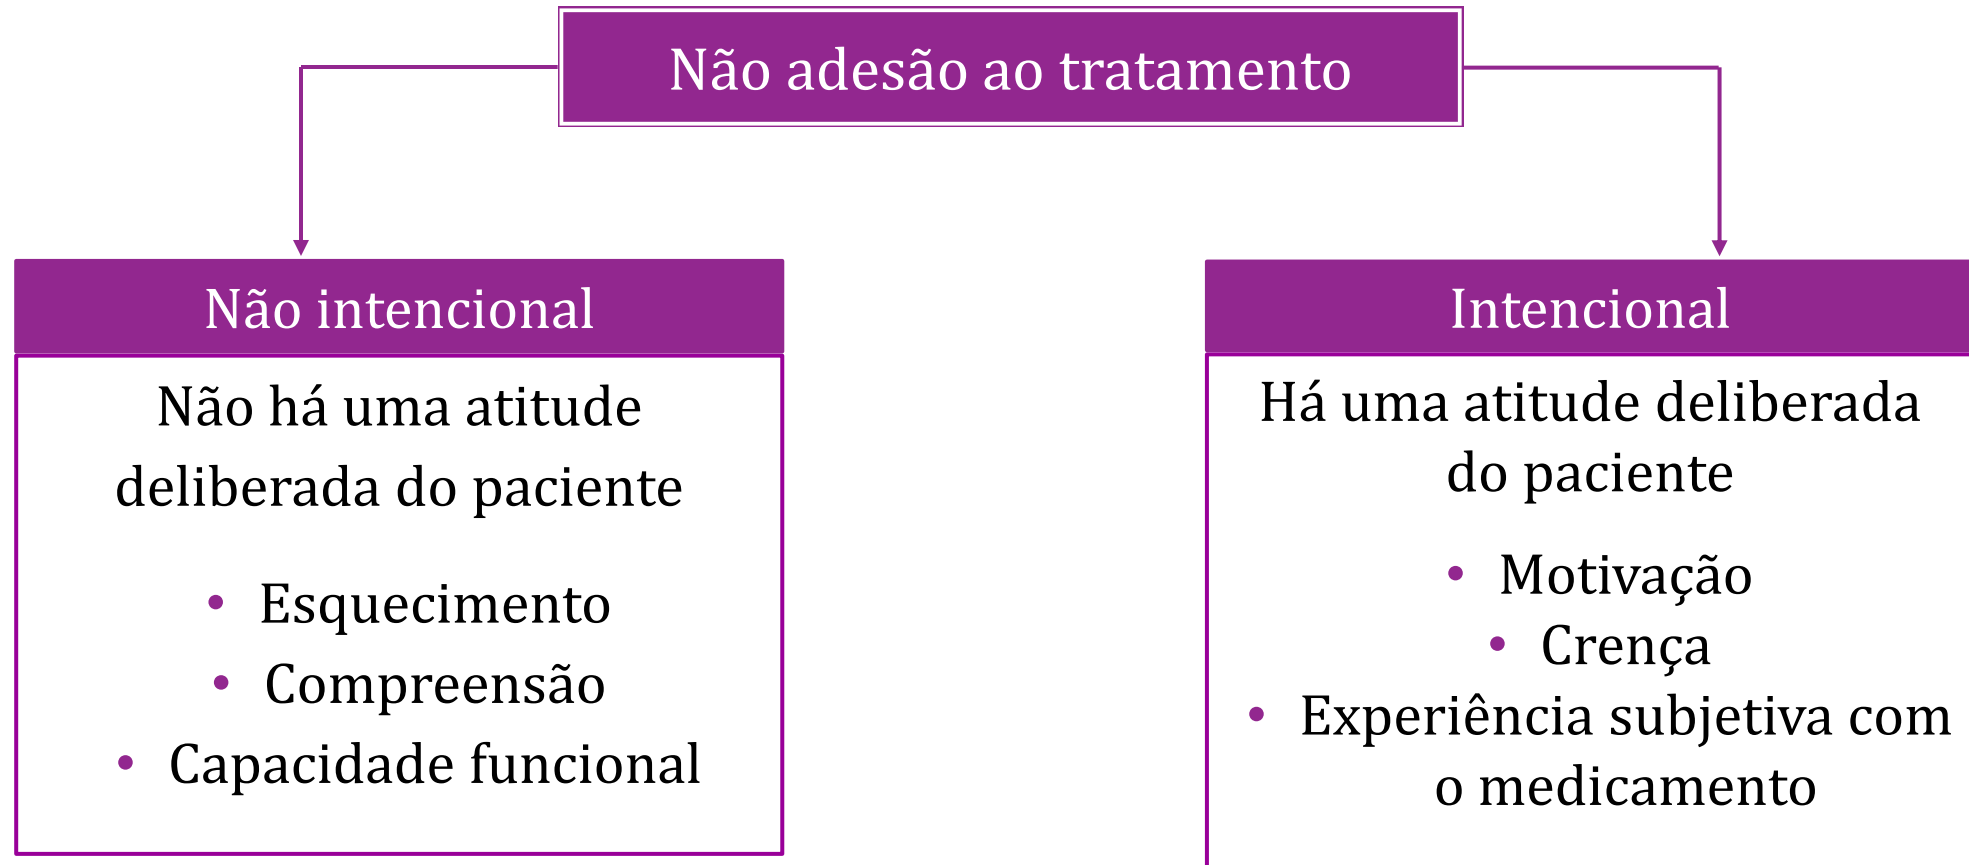 Não adesão ao tratamento
Não intencional
Não há uma atitude
deliberada do paciente
• Esquecimento
• Compreensão
• Capacidade funcional
Intencional
Há uma atitude deliberada
do paciente
• Motivação
• Crença
• Experiência subjetiva com
o medicamento